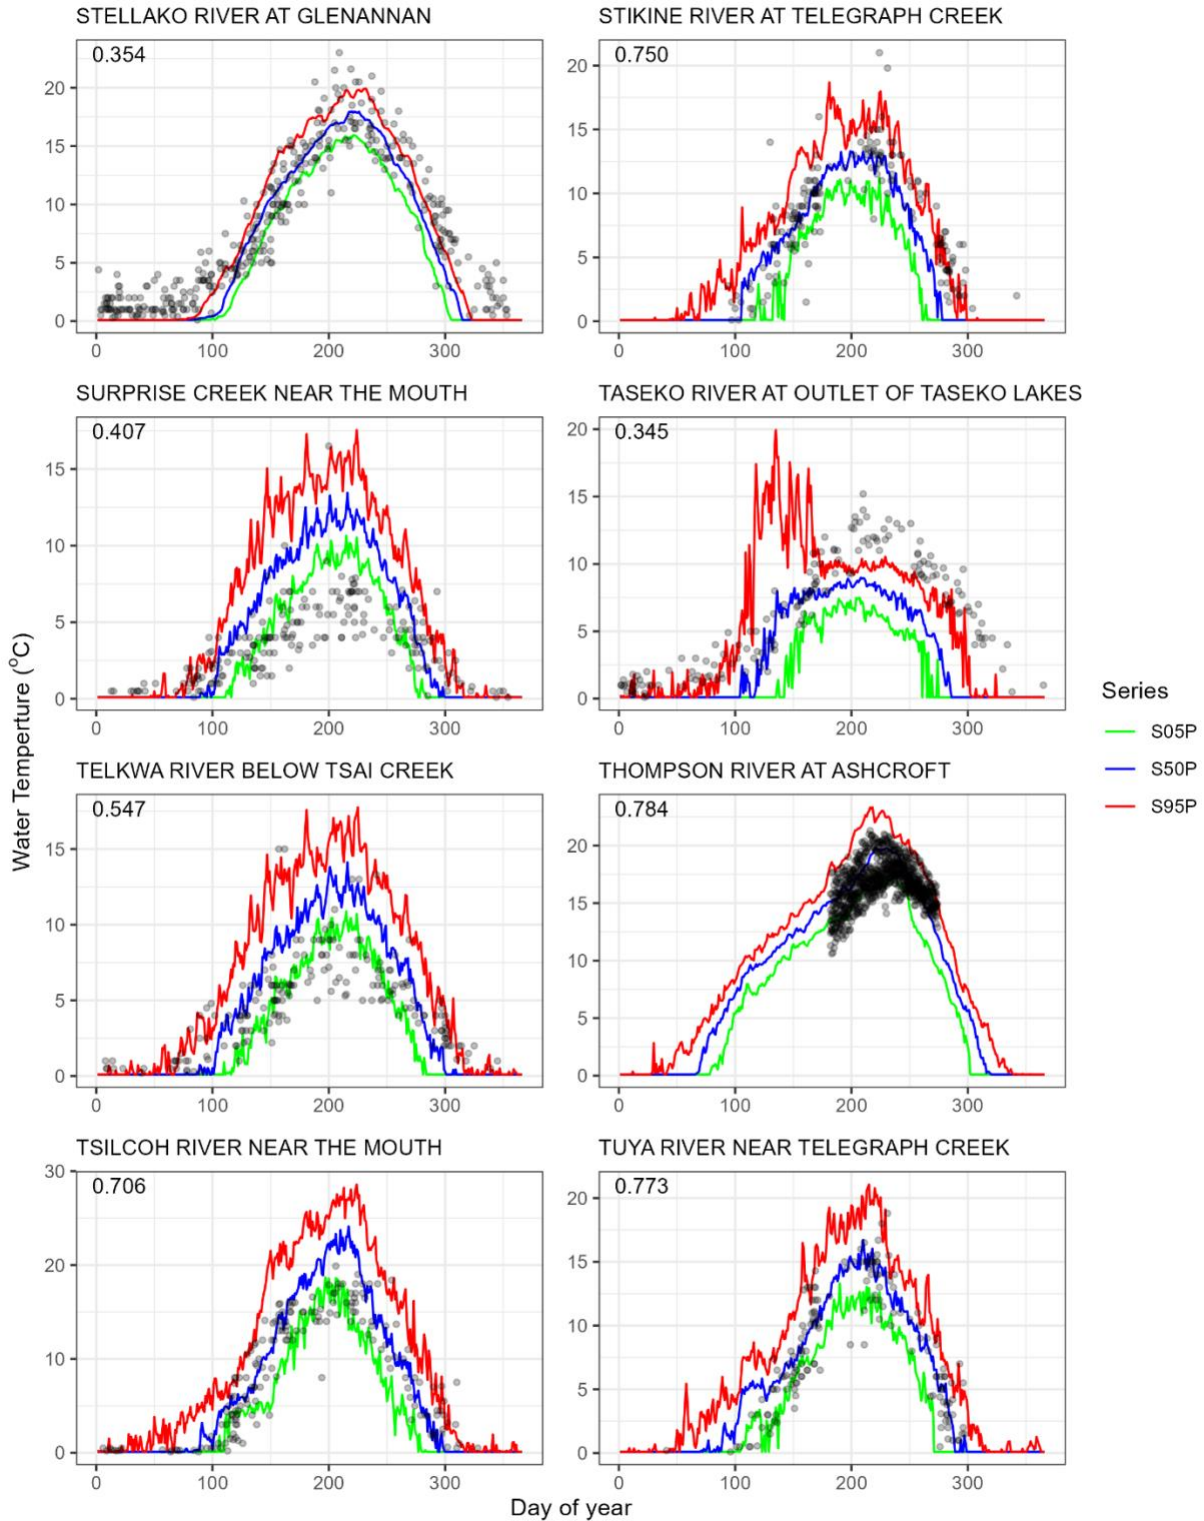 STELLAKO RIVER AT GLENANNAN
0.354
20
15
10
5
0
0 100 200 300
STIKINE RIVER AT TELEGRAPH CREEK
0.750
20
15
10
5
0
0 100 200 300
SURPRISE CREEK NEAR THE MOUTH
0.407
15
10
5
0
0 100 200 300
TASEKO RIVER AT OUTLET OF TASEKO LAKES
0.345
20
15
10
5
0
0 100 200 300
TELKWA RIVER BELOW TSAI CREEK
0.547
15
10
5
0
0 100 200 300
THOMPSON RIVER AT ASHCROFT
0.784
20
15
10
5
0
0 100 200 300
TSILCOH RIVER NEAR THE MOUTH
0.706
30
20
10
0
0 100 200 300
TUYA RIVER NEAR TELEGRAPH CREEK
0.773
20
15
10
5
0
0 100 200 300
Water Temperture (°C)
Day of year
Series
S05P
S50P
S95P